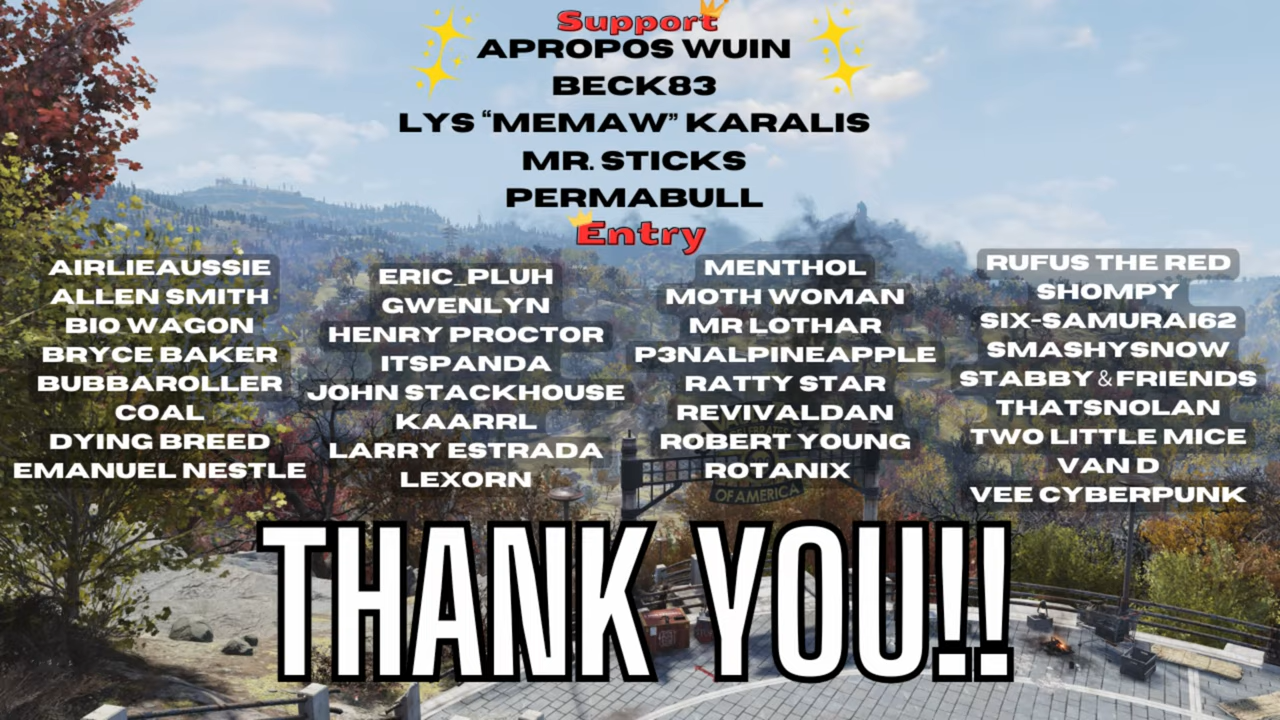 Support
APROPOS WUIN
BECK83
LYS “MEMAW” KARALIS
MR. STICKS
PERMABULL
Entry
AIRLIEAUSSIE
ALLEN SMITH
BIO WAGON
BRYCE BAKER
BUBBAROLLER
COAL
DYING BREED
EMANUEL NESTLE
ERIC_PLUH
GWENLYN
HENRY PROCTOR
ITSPANDA
JOHN STACKHOUSE
KAARRL
LARRY ESTRADA
LEXORN
MENTHOL
MOTH WOMAN
MR LOTHAR
P3NALPINEAPPLE
RATTY STAR
REVIVALDAN
ROBERT YOUNG
ROTANIX
RUFUS THE RED
SHOMPY
SIX-SAMURAI62
SMASHYSNOW
STABBY & FRIENDS
THATSNOLAN
TWO LITTLE MICE
VAN D
VEE CYBERPUNK
OF AMERICA
THANK YOU!!